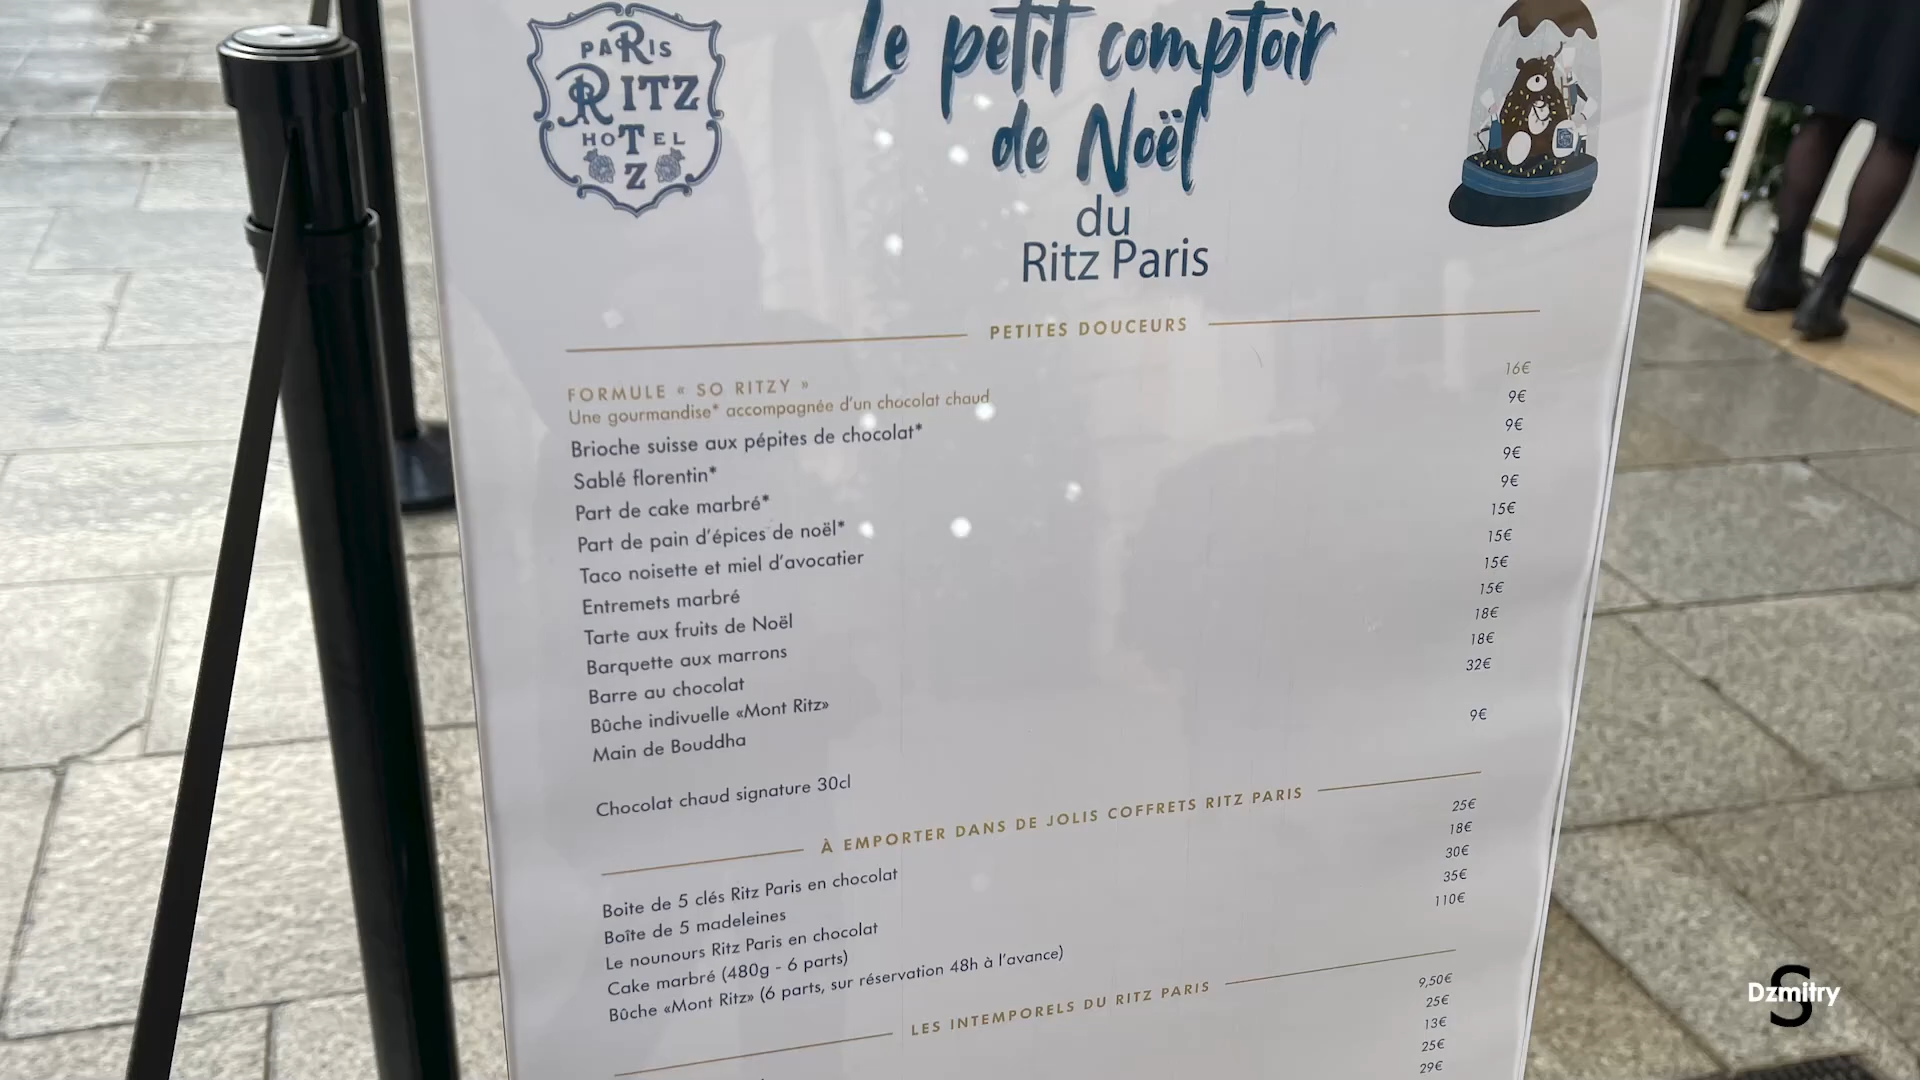 PARIS
RITZ
HOTEL
Z
Le petit comptoir
de Noël
du
Ritz Paris
PETITES DOUCEURS
FORMULE « SO RITZY » 16€
Une gourmandise* accompagnée d'un chocolat chaud
Brioche suisse aux pépites de chocolat* 9€
Sablé florentin* 9€
Part de cake marbré* 9€
Part de pain d'épices de noël* 9€
Taco noisette et miel d'avocatier 15€
Entremets marbré 15€
Tarte aux fruits de Noël 15€
Barquette aux marrons 15€
Barre au chocolat 18€
Bûche indivuelle «Mont Ritz» 18€
Main de Bouddha 32€
Chocolat chaud signature 30cl 9€
À EMPORTER DANS DE JOLIS COFFRETS RITZ PARIS
Boite de 5 clés Ritz Paris en chocolat 25€
Boîte de 5 madeleines 18€
Le nounours Ritz Paris en chocolat 30€
Cake marbré (480g - 6 parts) 35€
Bûche «Mont Ritz» (6 parts, sur réservation 48h à l'avance) 110€
LES INTEMPORELS DU RITZ PARIS
9,50€
25€
13€
25€
29€
S
Dzmitry